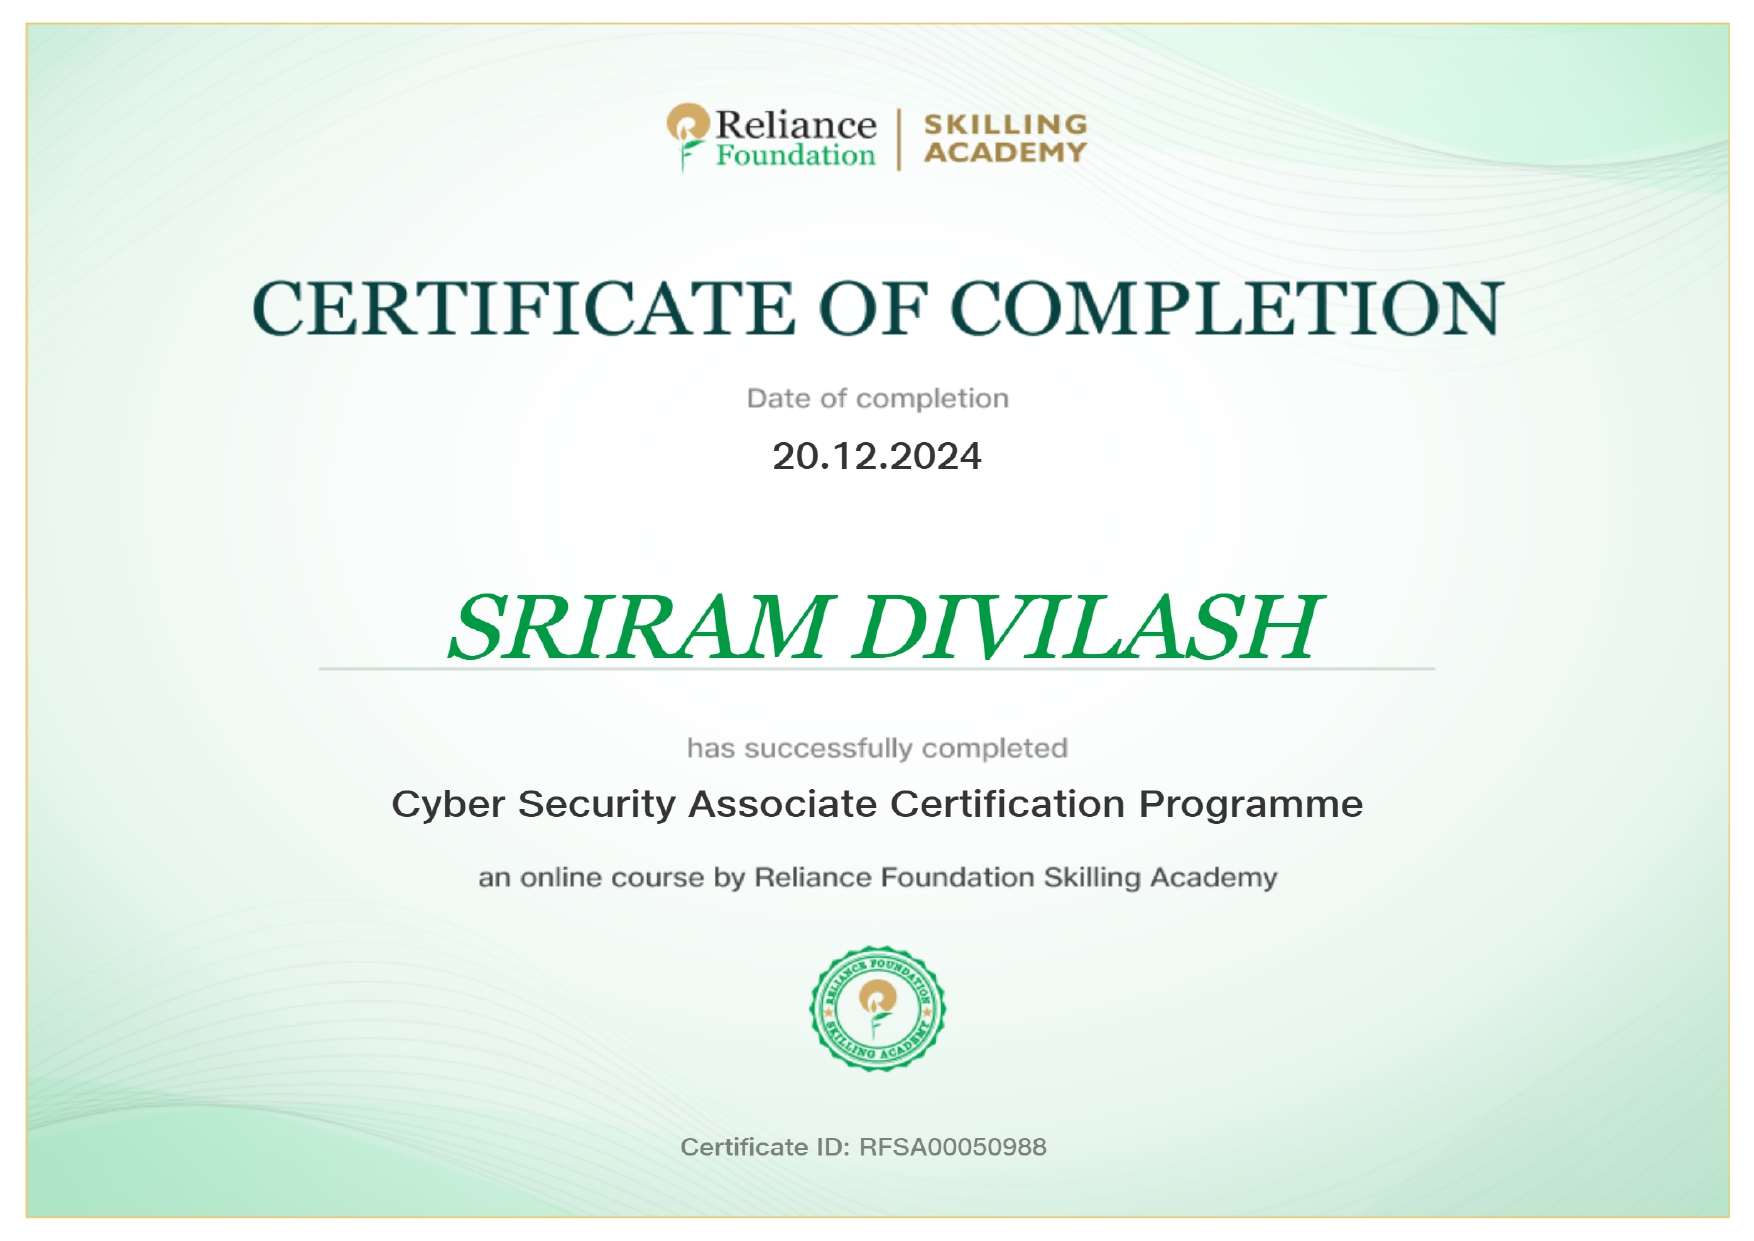 Reliance Foundation | SKILLING ACADEMY
CERTIFICATE OF COMPLETION
Date of completion
20.12.2024
SRIRAM DIVILASH
has successfully completed
Cyber Security Associate Certification Programme
an online course by Reliance Foundation Skilling Academy
RELIANCE FOUNDATION
SKILLING ACADEMY
Certificate ID: RFSA00050988